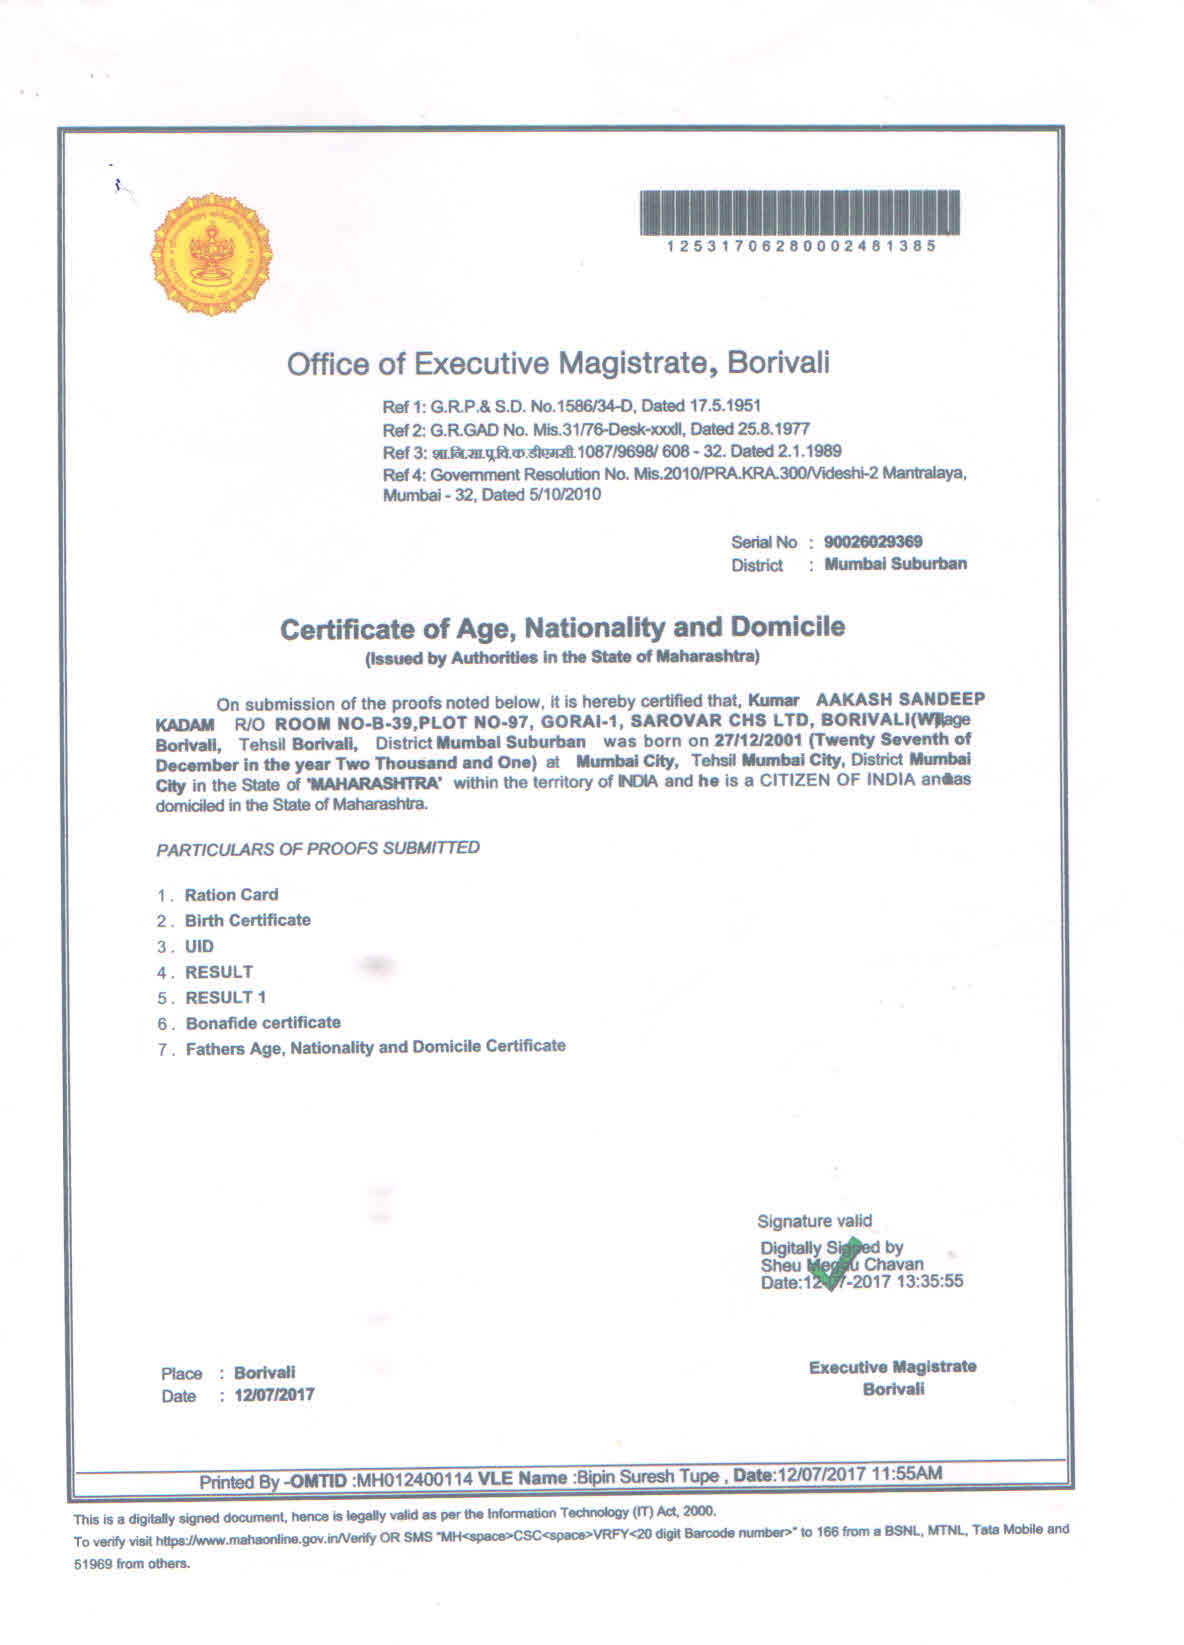 12531706280002481385
Office of Executive Magistrate, Borivali
Ref 1: G.R.P.& S.D. No.1586/34-D, Dated 17.5.1951
Ref 2: G.R.GAD No. Mis.31/76-Desk-xxxII, Dated 25.8.1977
Ref 3: शा.नि.सा.पू.वि.क.डीएमसी.1087/9698/ 608 - 32. Dated 2.1.1989
Ref 4: Government Resolution No. Mis.2010/PRA.KRA.300/Videshi-2 Mantralaya,
Mumbai - 32, Dated 5/10/2010
Serial No : 90026029369
District : Mumbai Suburban
Certificate of Age, Nationality and Domicile
(Issued by Authorities in the State of Maharashtra)
On submission of the proofs noted below, it is hereby certified that, Kumar AAKASH SANDEEP
KADAM R/O ROOM NO-B-39,PLOT NO-97, GORAI-1, SAROVAR CHS LTD, BORIVALI(W
Borivali, Tehsil Borivali, District Mumbai Suburban was born on 27/12/2001 (Twenty Seventh of
December in the year Two Thousand and One) at Mumbai City, Tehsil Mumbai City, District Mumbai
City in the State of 'MAHARASHTRA' within the territory of INDIA and he is a CITIZEN OF INDIA
domiciled in the State of Maharashtra.
PARTICULARS OF PROOFS SUBMITTED
1 . Ration Card
2 . Birth Certificate
3 . UID
4 . RESULT
5 . RESULT 1
6 . Bonafide certificate
7 . Fathers Age, Nationality and Domicile Certificate
Signature valid
Digitally Signed by
Sheu Chavan
Date:12-07-2017 13:35:55
Place : Borivali
Date : 12/07/2017
Executive Magistrate
Borivali
Printed By -OMTID :MH012400114 VLE Name :Bipin Suresh Tupe , Date:12/07/2017 11:55AM
This is a digitally signed document, hence is legally valid as per the Information Technology (IT) Act, 2000.
To verify visit https://www.mahaonline.gov.in/Verify OR SMS "MH<space>CSC<space>VRFY<20 digit Barcode number>" to 166 from a BSNL, MTNL, Tata Mobile and
51969 from others.